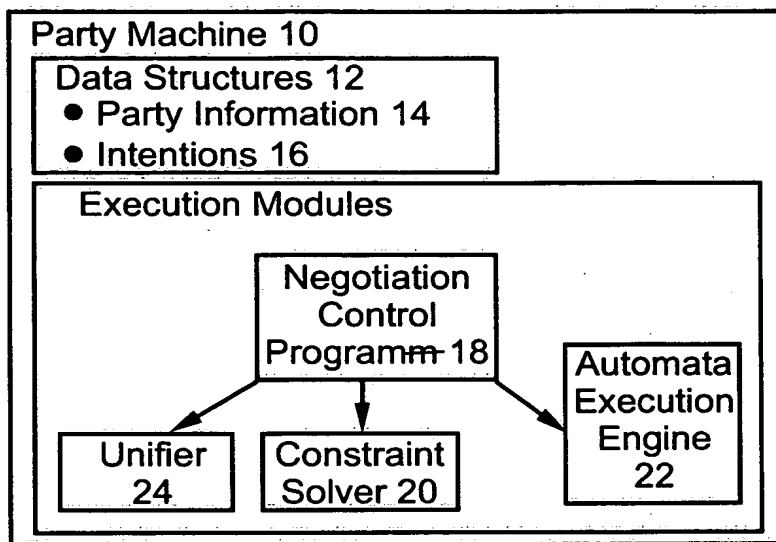 Party Machine 10
Data Structures 12
● Party Information 14
● Intentions 16
Execution Modules
Negotiation
Control
Programm 18
Unifier
24
Constraint
Solver 20
Automata
Execution
Engine
22